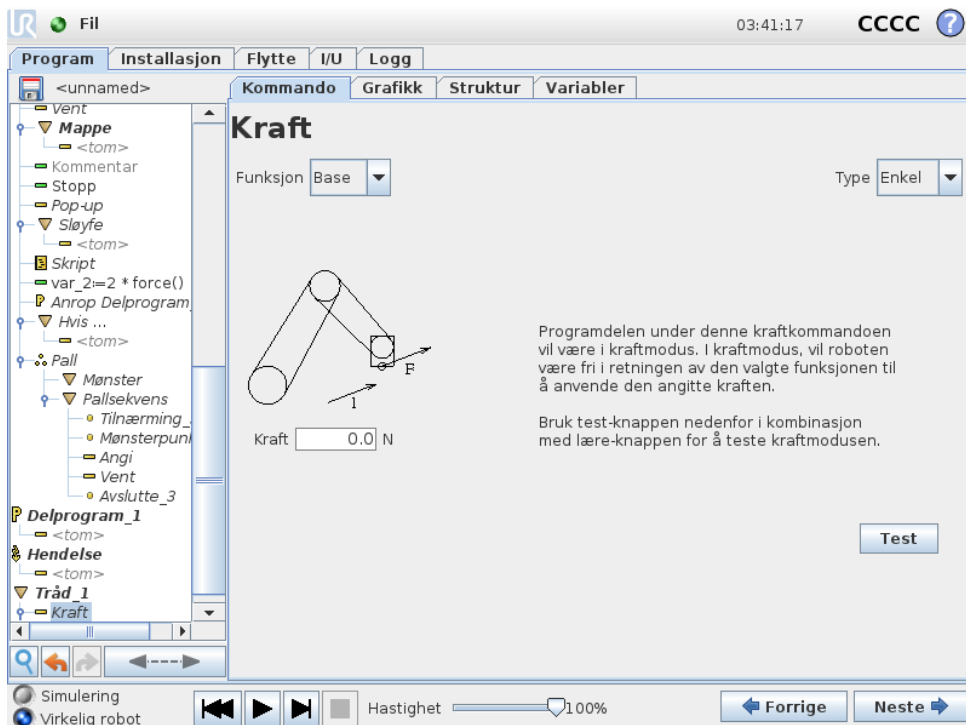 UR Fil 03:41:17 CCCC ?
Program Installasjon Flytte I/U Logg
<unnamed> Kommando Grafikk Struktur Variabler
Vent
Mappe
<tom>
Kommentar
Stopp
Pop-up
Sløyfe
<tom>
Skript
var_2:=2 * force()
P Anrop Delprogram
Hvis ...
<tom>
Pall
Mønster
Pallsekvens
Tilnærming_
Mønsterpun
Angi
Vent
Avslutte_3
P Delprogram_1
<tom>
Hendelse
<tom>
Tråd_1
Kraft
Kraft
Funksjon Base
Type Enkel
F
l
Kraft 0.0 N
Programdelen under denne kraftkommandoen
vil være i kraftmodus. I kraftmodus, vil roboten
være fri i retningen av den valgte funksjonen til
å anvende den angitte kraften.
Bruk test-knappen nedenfor i kombinasjon
med lære-knappen for å teste kraftmodusen.
Test
Simulering
Virkelig robot
Hastighet 100%
Forrige Neste